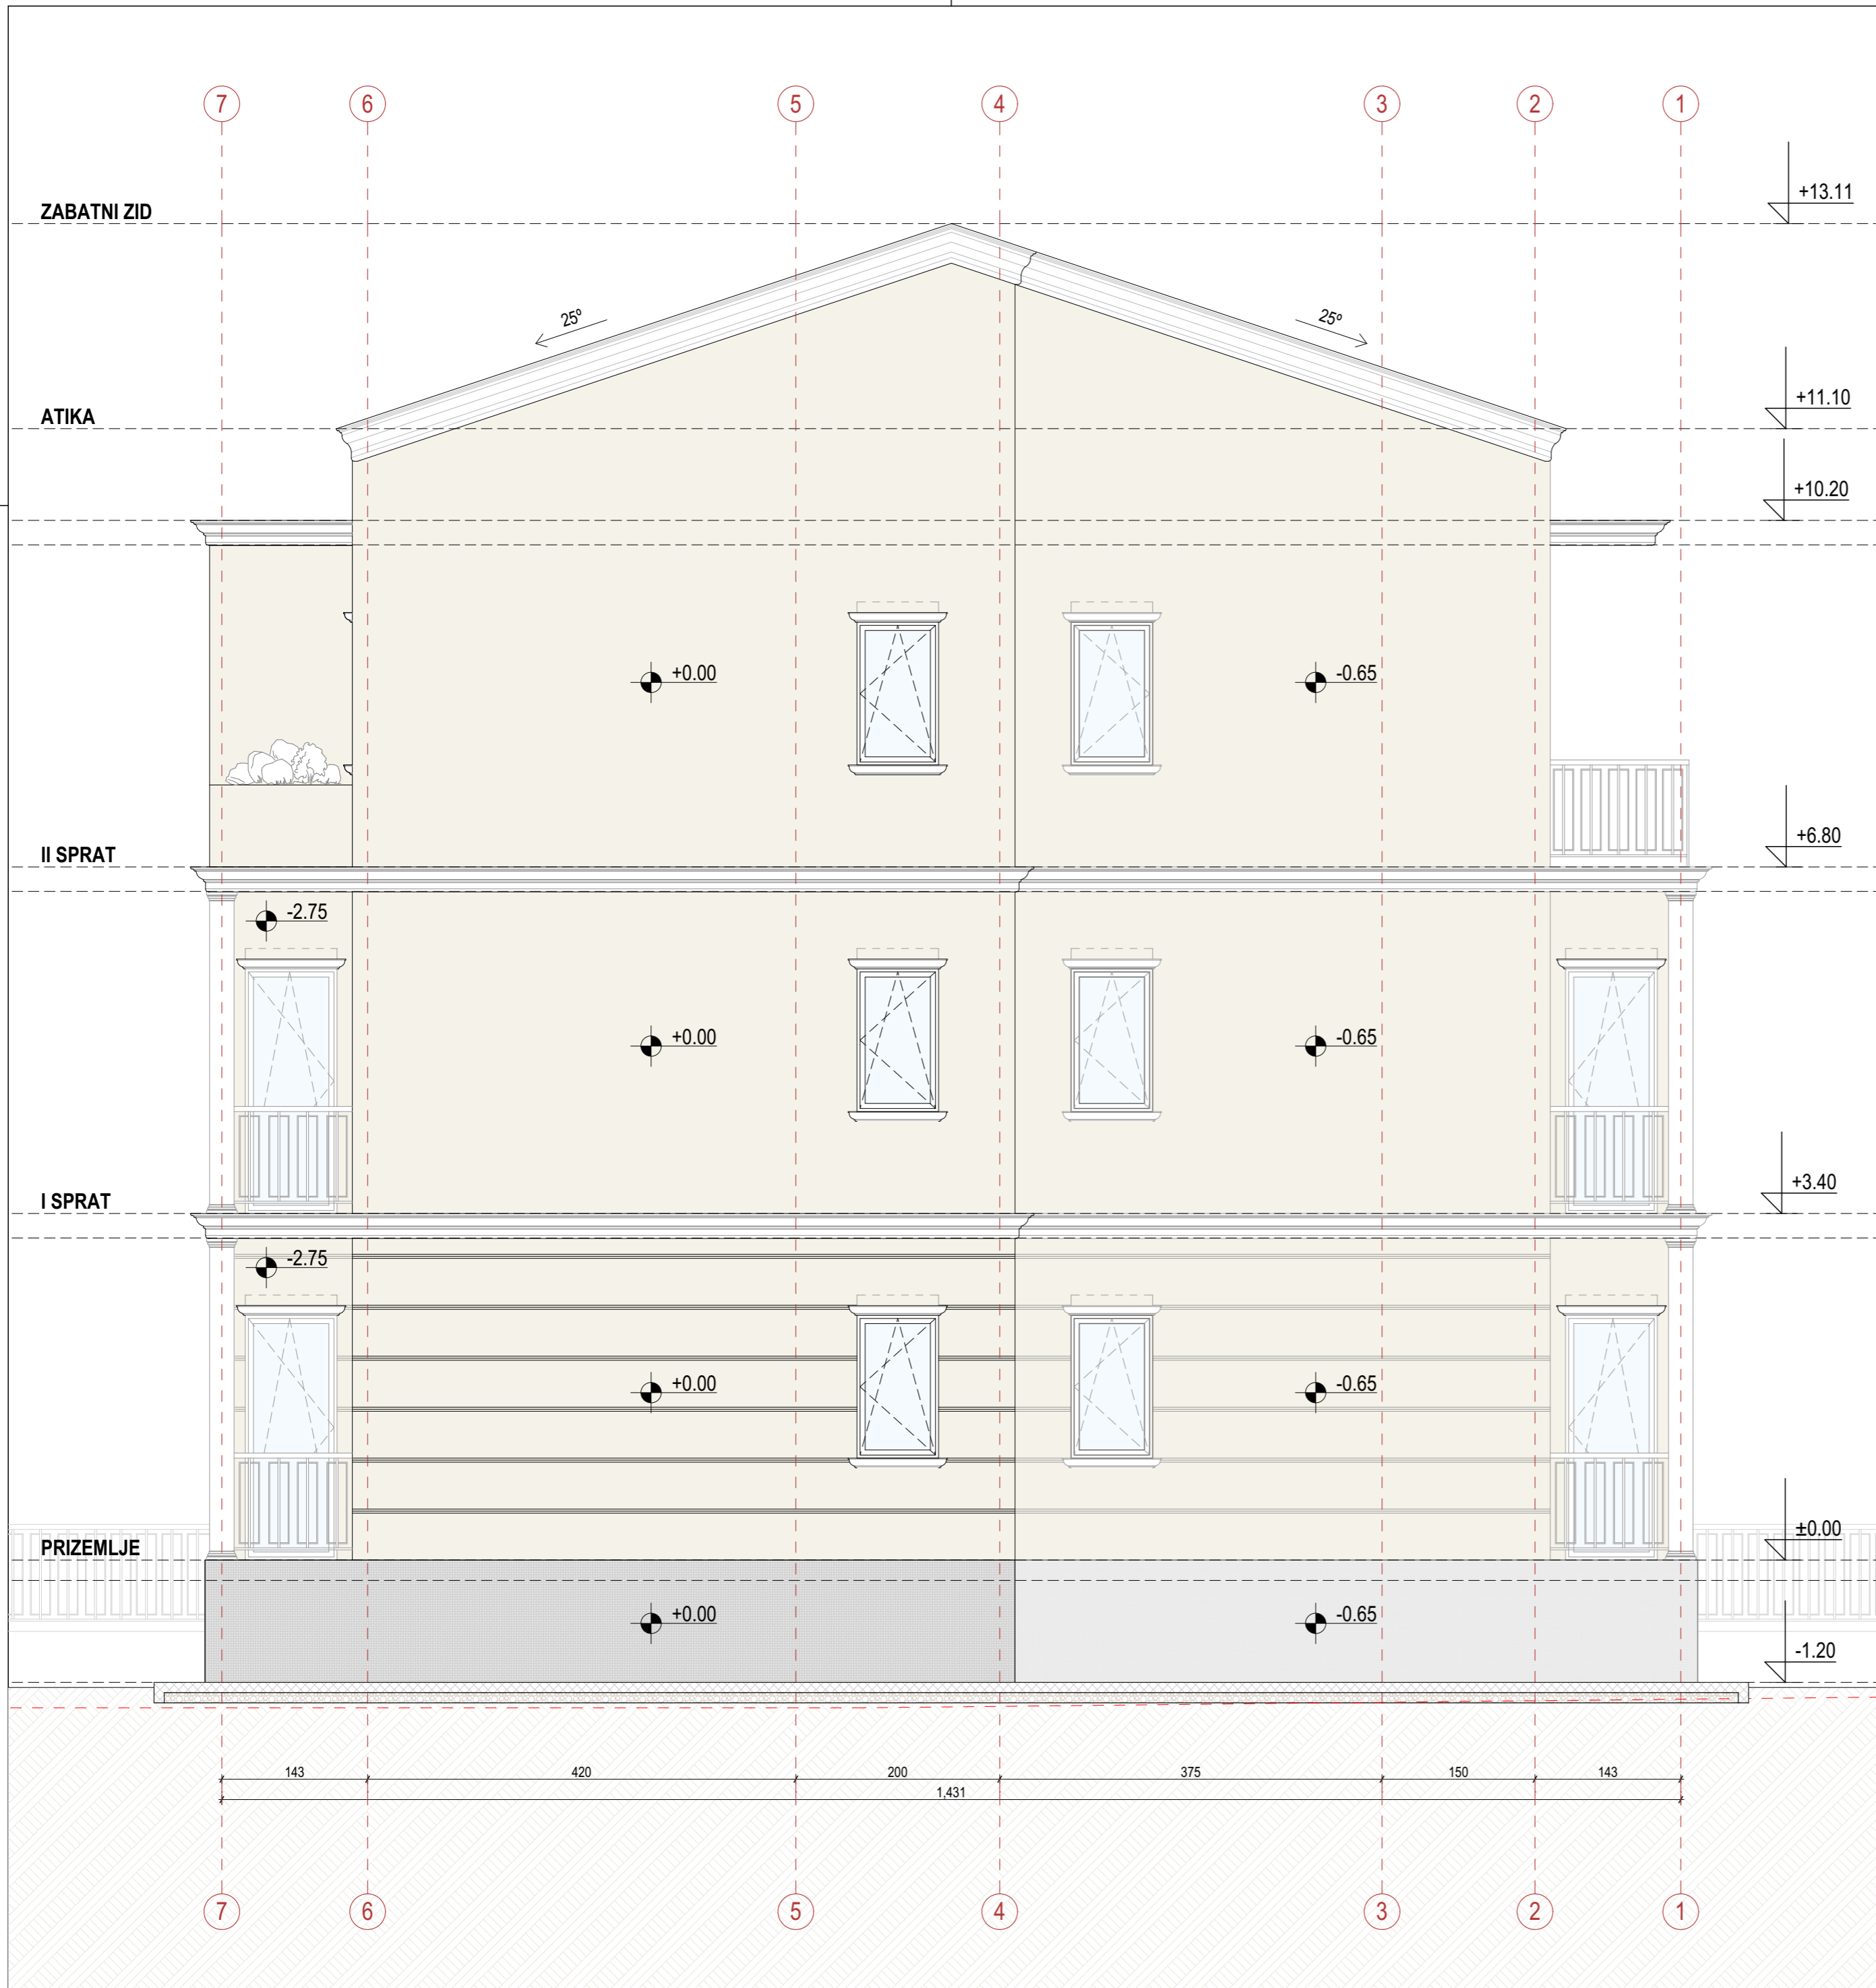 7 6 5 4 3 2 1
ZABATNI ZID +13.11
25º 25º
ATIKA +11.10
+10.20
+0.00 -0.65
II SPRAT +6.80
-2.75
+0.00 -0.65
I SPRAT +3.40
-2.75
+0.00 -0.65
PRIZEMLJE ±0.00
+0.00 -0.65
-1.20
143 420 200 375 150 143
1,431
7 6 5 4 3 2 1